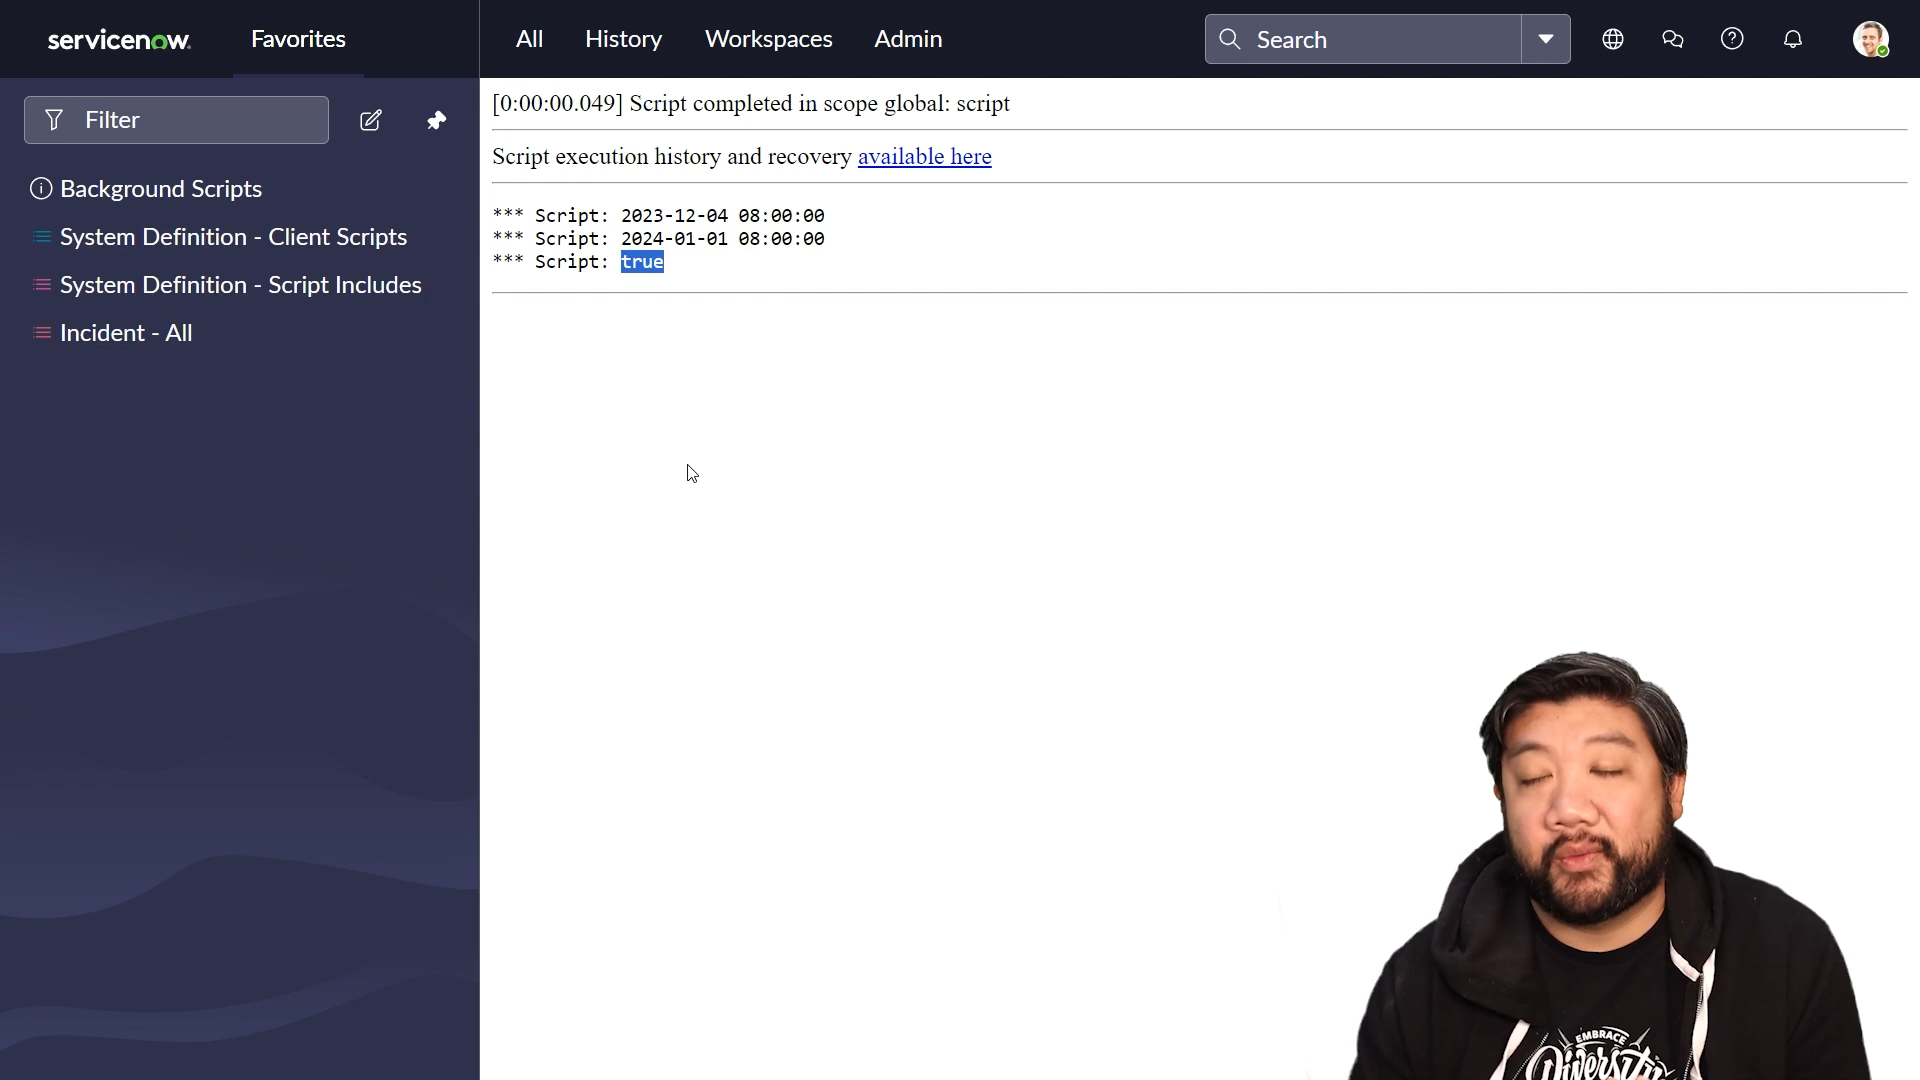 servicenow
Favorites
All
History
Workspaces
Admin
Search
Filter
Background Scripts
System Definition - Client Scripts
System Definition - Script Includes
Incident - All
[0:00:00.049] Script completed in scope global: script
Script execution history and recovery available here
*** Script: 2023-12-04 08:00:00
*** Script: 2024-01-01 08:00:00
*** Script: true
EMBRACE
Diversity